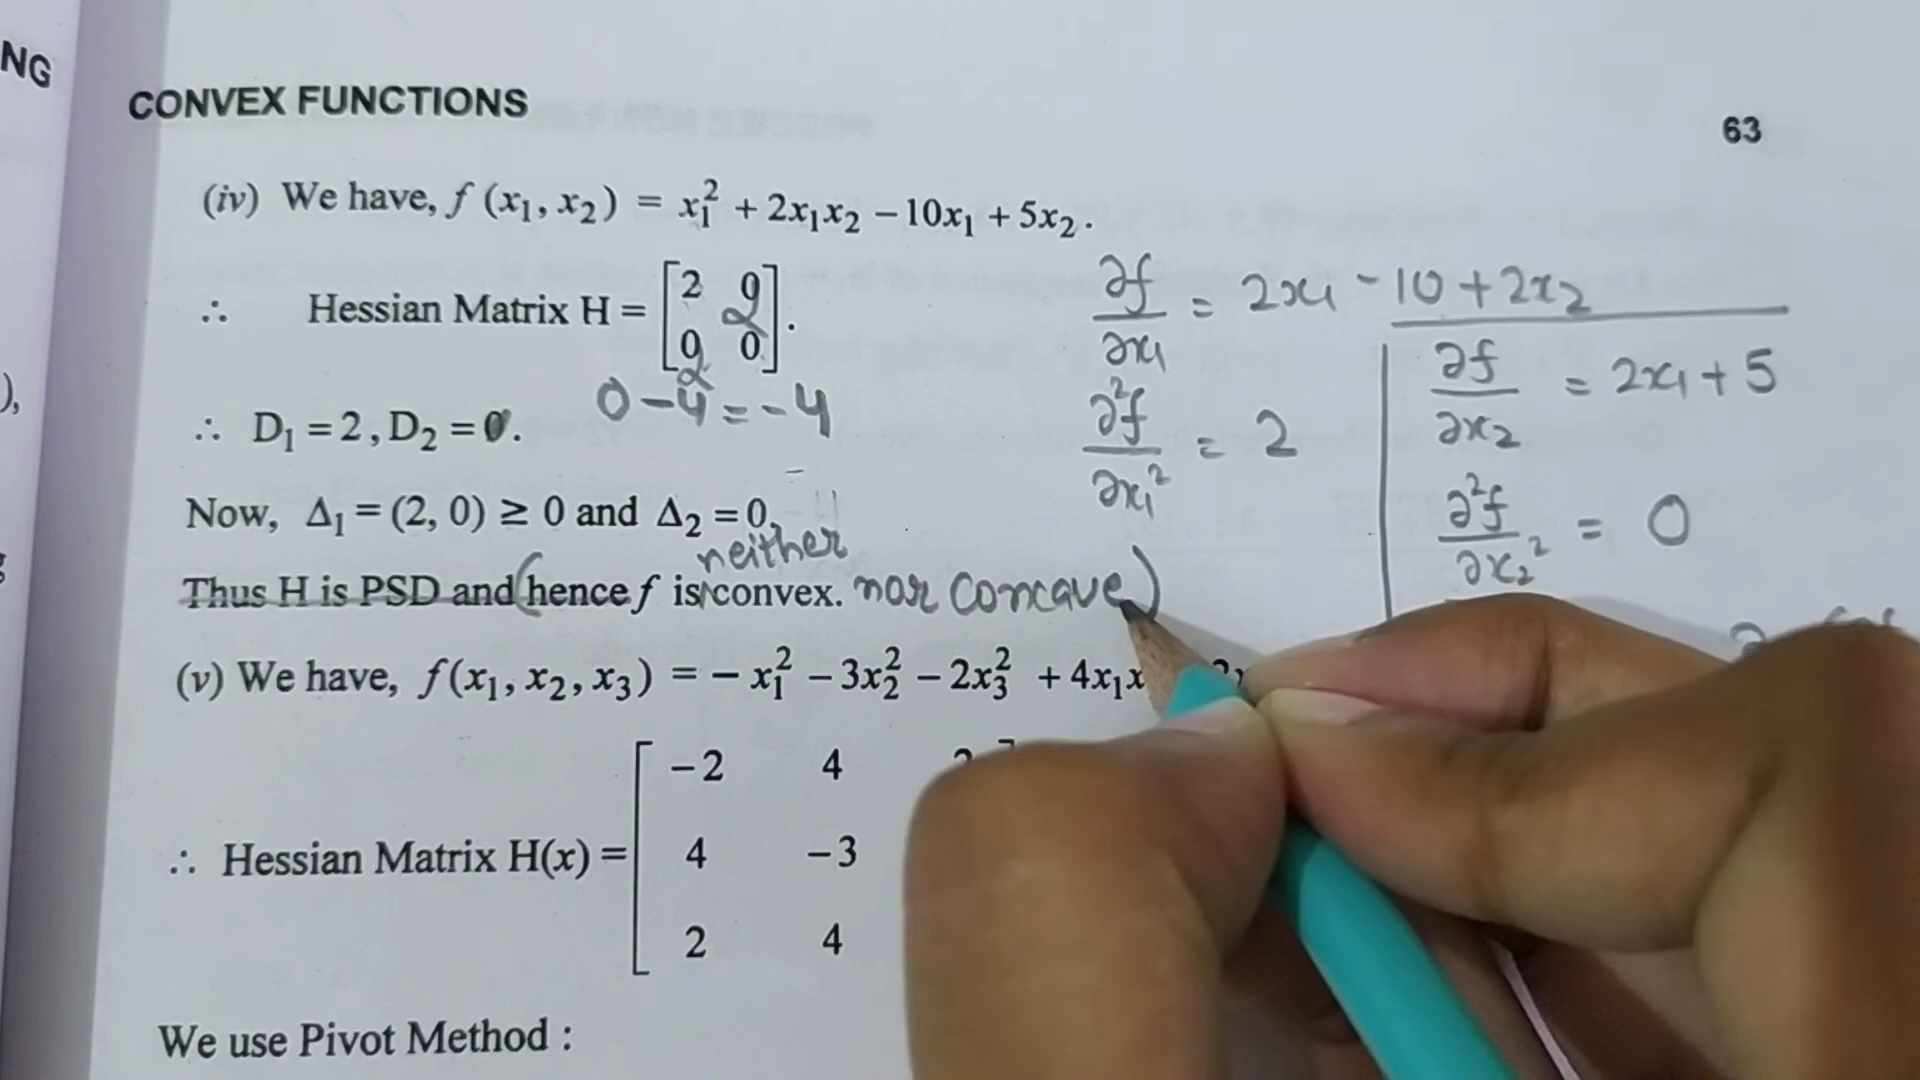 NG
CONVEX FUNCTIONS
63
(iv) We have, f (x₁, x₂) = x₁² + 2x₁x₂ − 10x₁ + 5x₂.
∴ Hessian Matrix H = [2 0 2
0 2 0].
0 − 4 = −4
∴ D₁ = 2, D₂ = 0.
Now, Δ₁ = (2, 0) ≥ 0 and Δ₂ = 0,
neither
Thus H is PSD and (hence f is convex. nor concave)
∂f/∂x₁ = 2x₁ − 10 + 2x₂
∂²f/∂x₁² = 2
∂f/∂x₂ = 2x₁ + 5
∂²f/∂x₂² = 0
(v) We have, f(x₁, x₂, x₃) = − x₁² − 3x₂² − 2x₃² + 4x₁x
∴ Hessian Matrix H(x) = [−2 4
4 −3
2 4
We use Pivot Method :
),